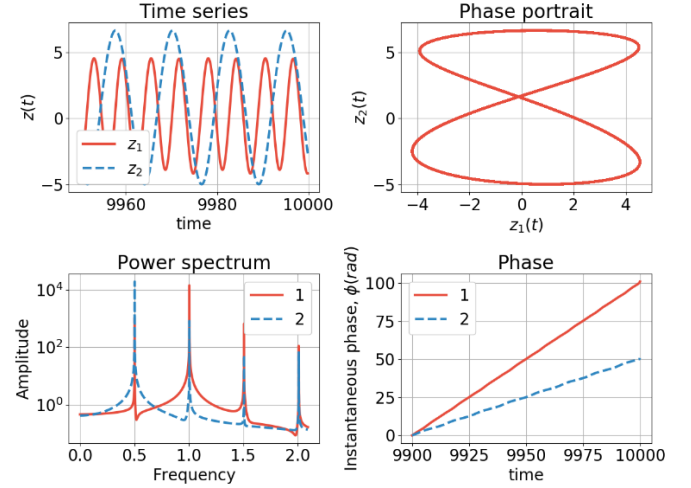 Time series
z(t)
5
0
−5
z₁
z₂
9960
9980
10000
time
Phase portrait
z₂(t)
5
0
−5
−4
−2
0
2
4
z₁(t)
Power spectrum
Amplitude
10⁴
10²
10⁰
1
2
0.0
0.5
1.0
1.5
2.0
Frequency
Phase
Instantaneous phase, ϕ(rad)
100
75
50
25
0
1
2
9900
9925
9950
9975
10000
time